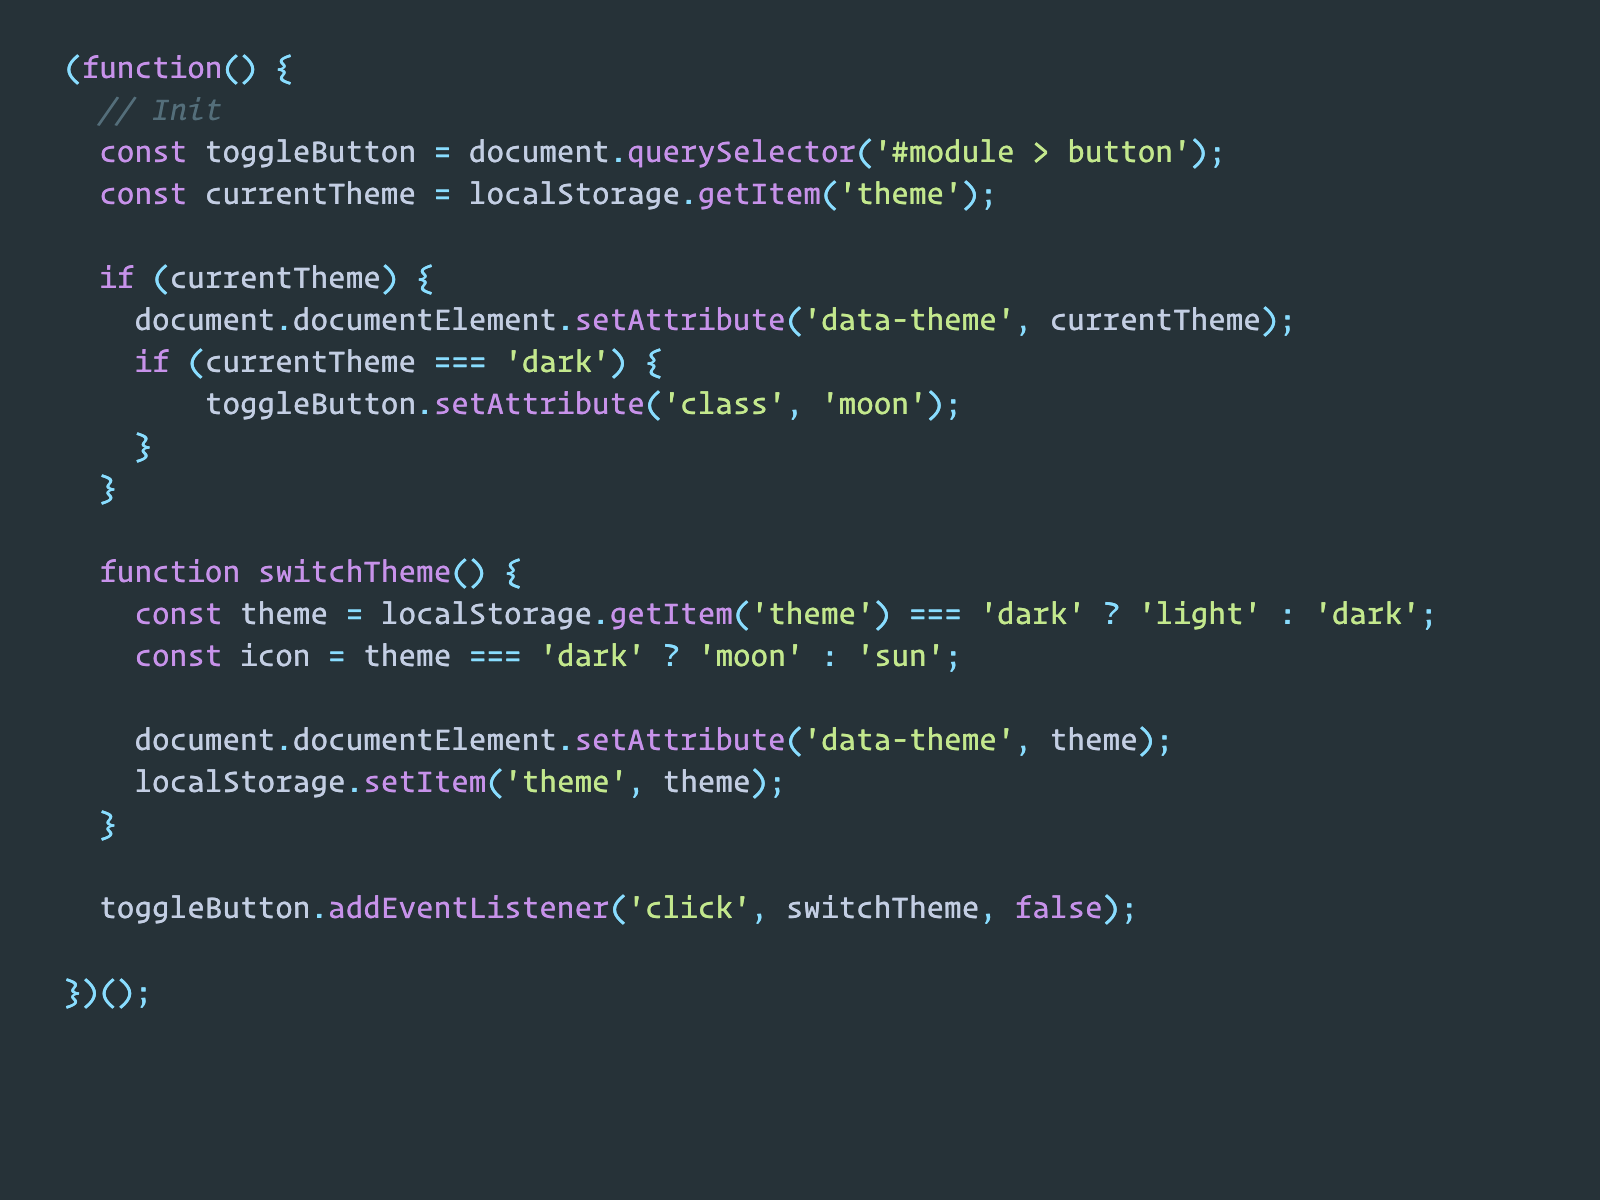 (function() {
  // Init
  const toggleButton = document.querySelector('#module > button');
  const currentTheme = localStorage.getItem('theme');

  if (currentTheme) {
    document.documentElement.setAttribute('data-theme', currentTheme);
    if (currentTheme === 'dark') {
        toggleButton.setAttribute('class', 'moon');
    }
  }

  function switchTheme() {
    const theme = localStorage.getItem('theme') === 'dark' ? 'light' : 'dark';
    const icon = theme === 'dark' ? 'moon' : 'sun';

    document.documentElement.setAttribute('data-theme', theme);
    localStorage.setItem('theme', theme);
  }

  toggleButton.addEventListener('click', switchTheme, false);

})();